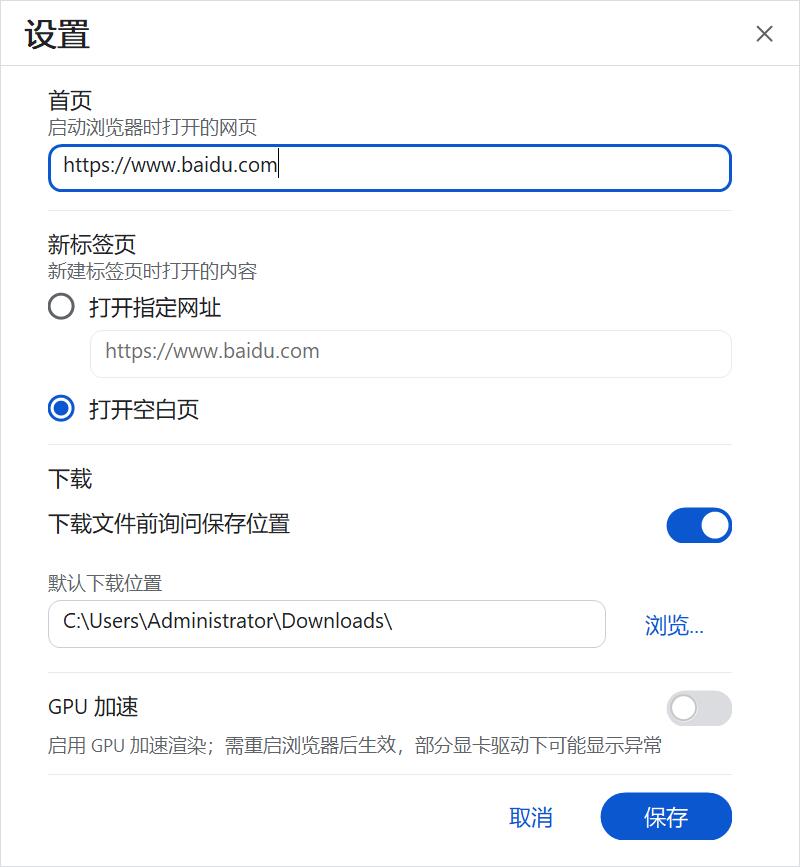 设置
首页
启动浏览器时打开的网页
https://www.baidu.com
新标签页
新建标签页时打开的内容
打开指定网址
https://www.baidu.com
打开空白页
下载
下载文件前询问保存位置
默认下载位置
C:\Users\Administrator\Downloads\
浏览...
GPU 加速
启用 GPU 加速渲染；需重启浏览器后生效，部分显卡驱动下可能显示异常
取消
保存